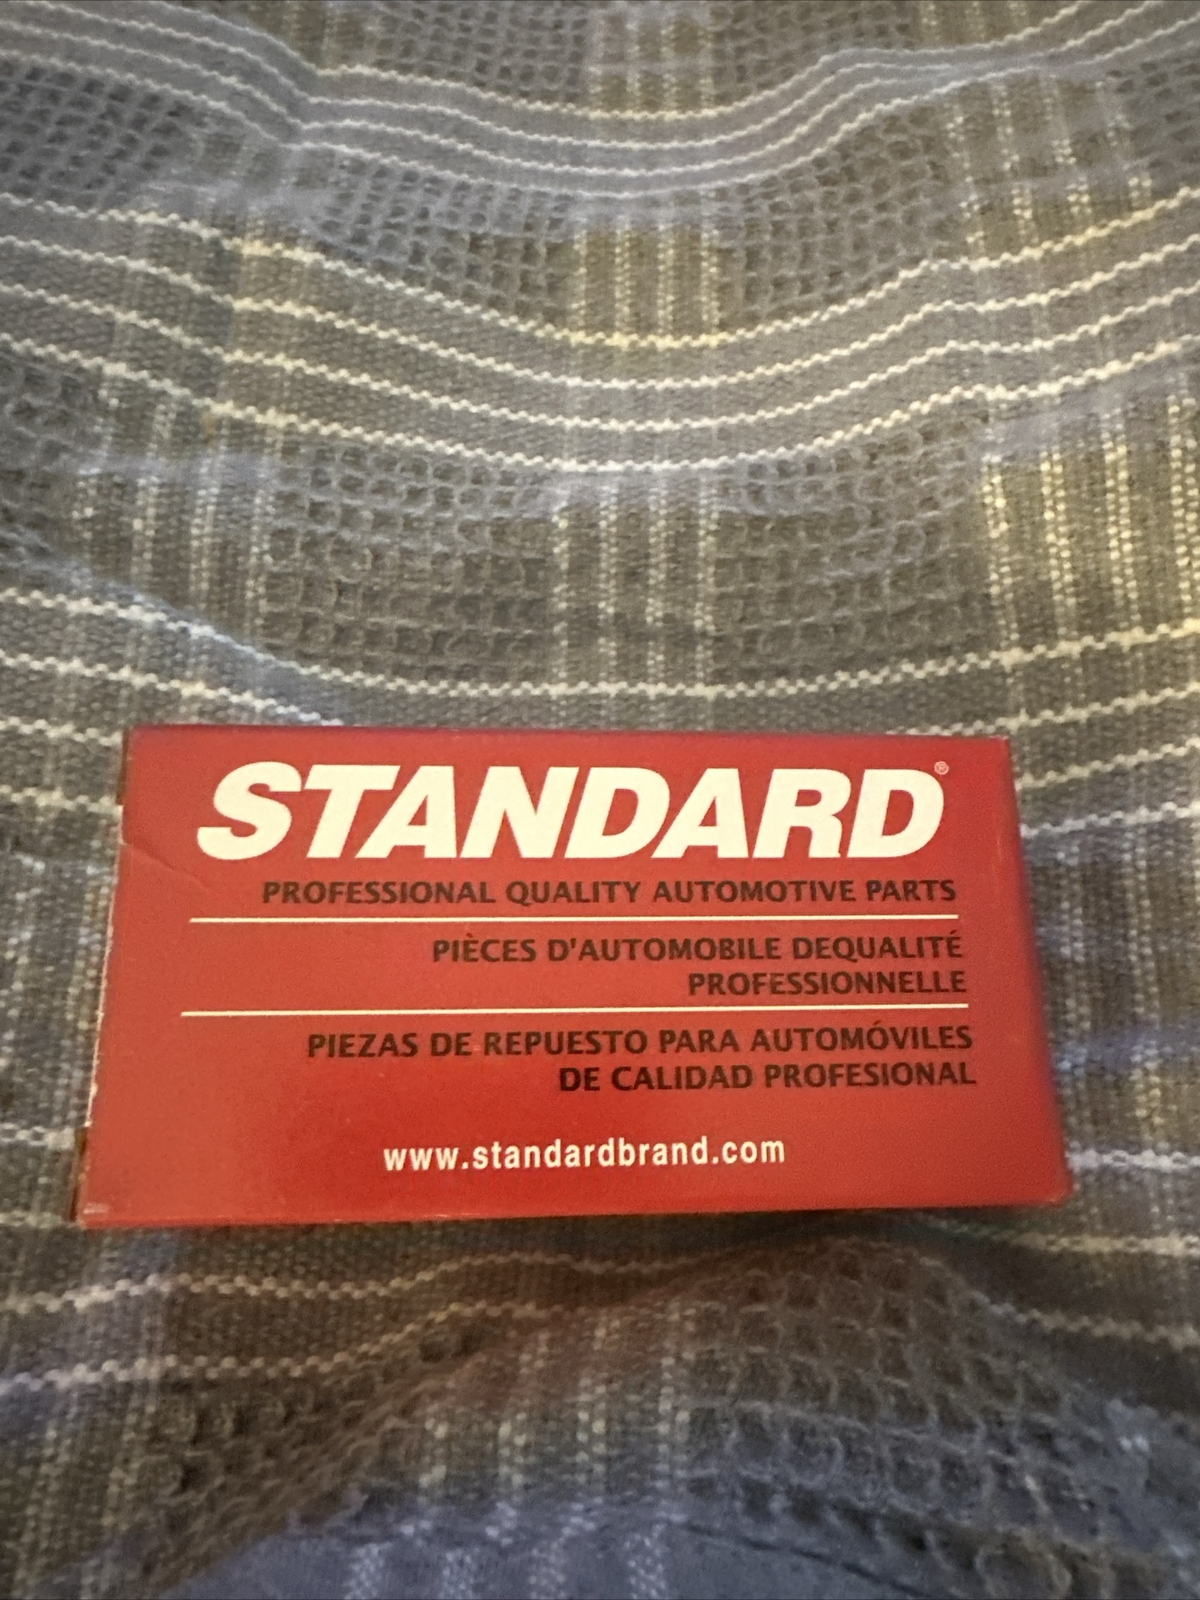 STANDARD®
PROFESSIONAL QUALITY AUTOMOTIVE PARTS
PIÈCES D'AUTOMOBILE DEQUALITÉ
PROFESSIONNELLE
PIEZAS DE REPUESTO PARA AUTOMÓVILES
DE CALIDAD PROFESIONAL
www.standardbrand.com